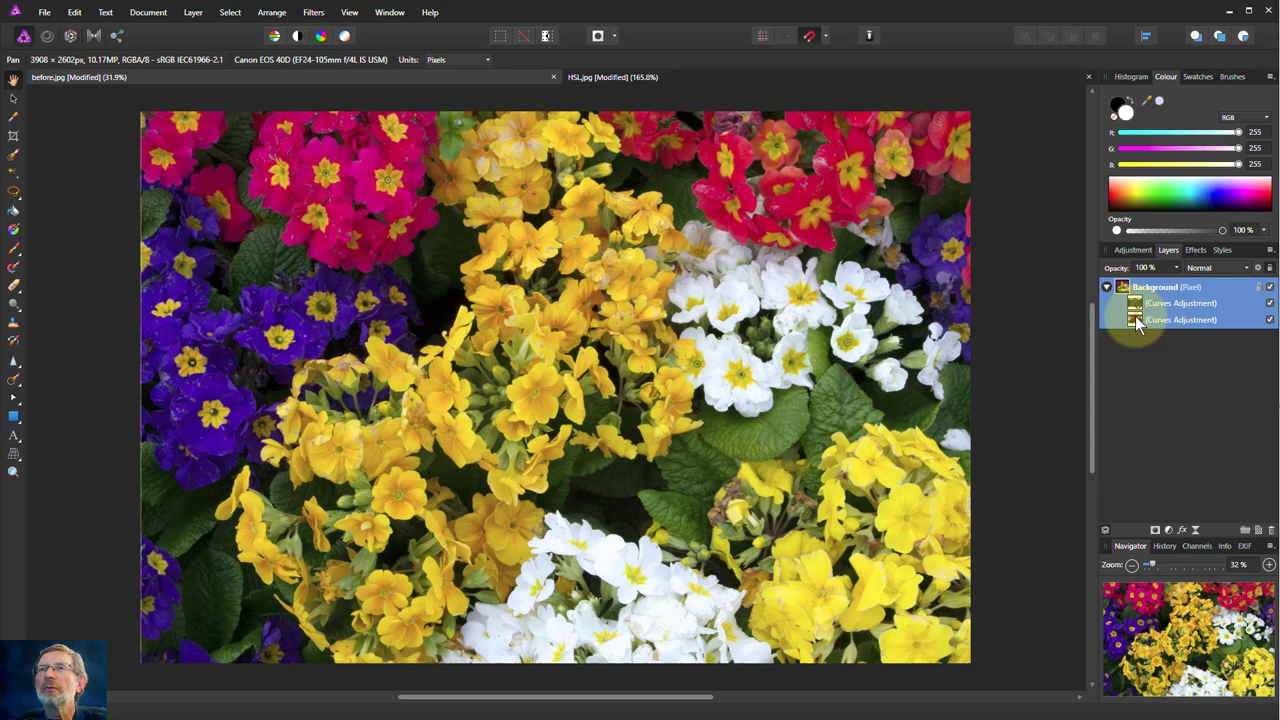 File Edit Text Document Layer Select Arrange Filters View Window Help
Pan 3908 × 2602px, 10.17MP, RGBA/8 - sRGB IEC61966-2.1 Canon EOS 40D (EF24-105mm f/4L IS USM) Units: Pixels
before.jpg [Modified] (31.9%) HSL.jpg [Modified] (165.8%)
Histogram Colour Swatches Brushes
RGB
R: 255
G: 255
B: 255
Opacity
100 %
Adjustment Layers Effects Styles
Opacity: 100 % Normal
Background (Pixel)
(Curves Adjustment)
(Curves Adjustment)
fx
Navigator History Channels Info EXIF
Zoom: 32 %
A